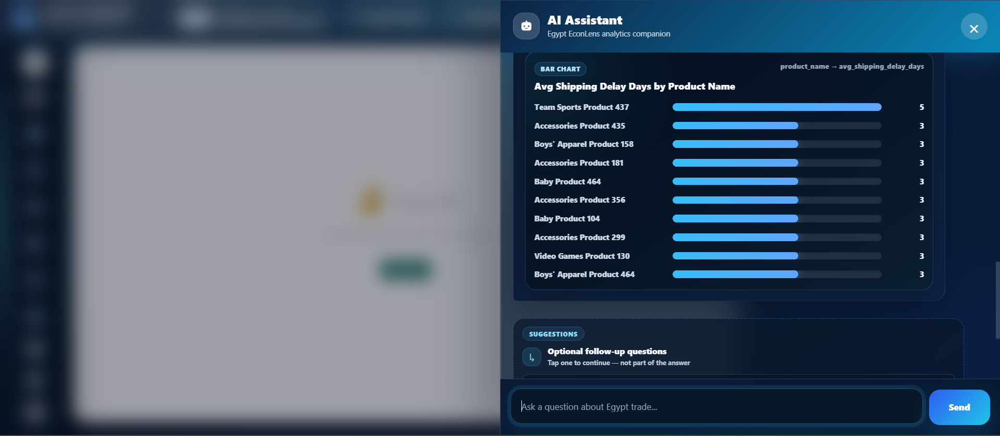 AI Assistant
Egypt EconLens analytics companion
BAR CHART
product_name → avg_shipping_delay_days
Avg Shipping Delay Days by Product Name
Team Sports Product 437 5
Accessories Product 435 3
Boys' Apparel Product 158 3
Accessories Product 181 3
Baby Product 464 3
Accessories Product 356 3
Baby Product 104 3
Accessories Product 299 3
Video Games Product 130 3
Boys' Apparel Product 464 3
SUGGESTIONS
Optional follow-up questions
Tap one to continue — not part of the answer
Ask a question about Egypt trade...
Send